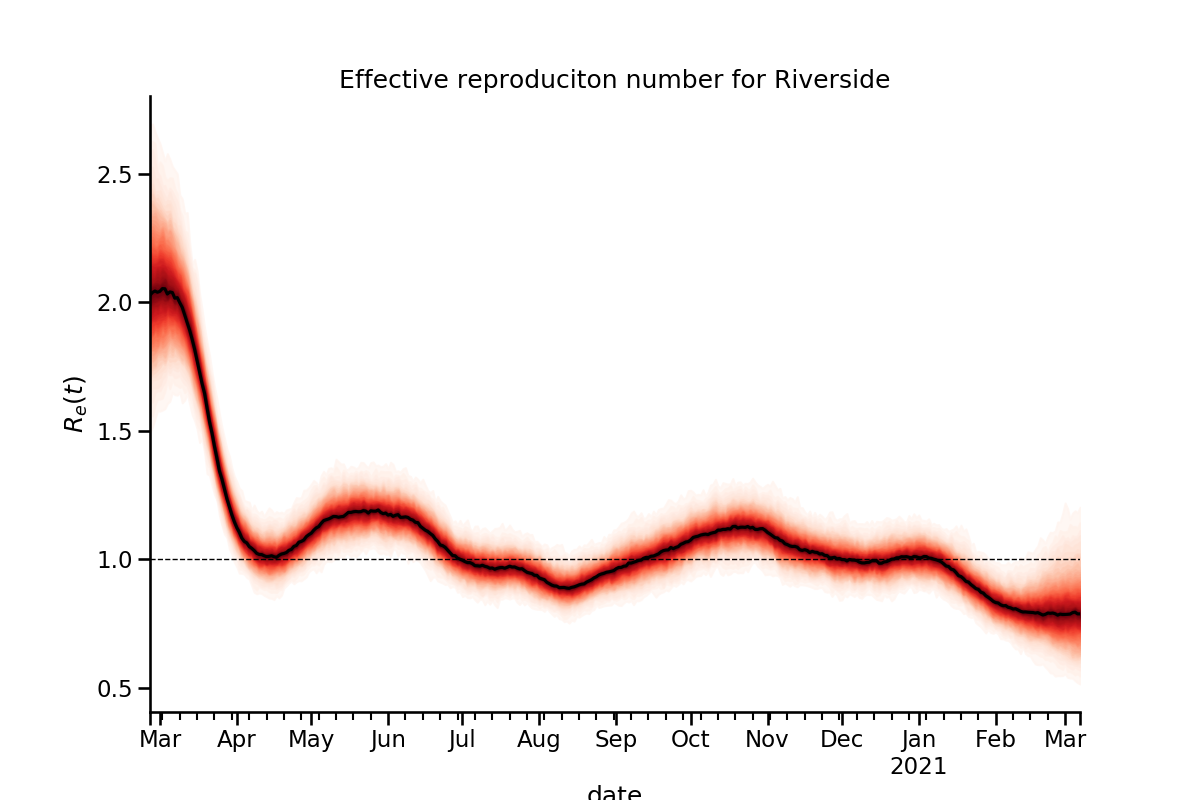 Effective reproduciton number for Riverside
2.5
2.0
1.5
1.0
0.5
Re(t)
Mar Apr May Jun Jul Aug Sep Oct Nov Dec Jan Feb Mar
2021
date